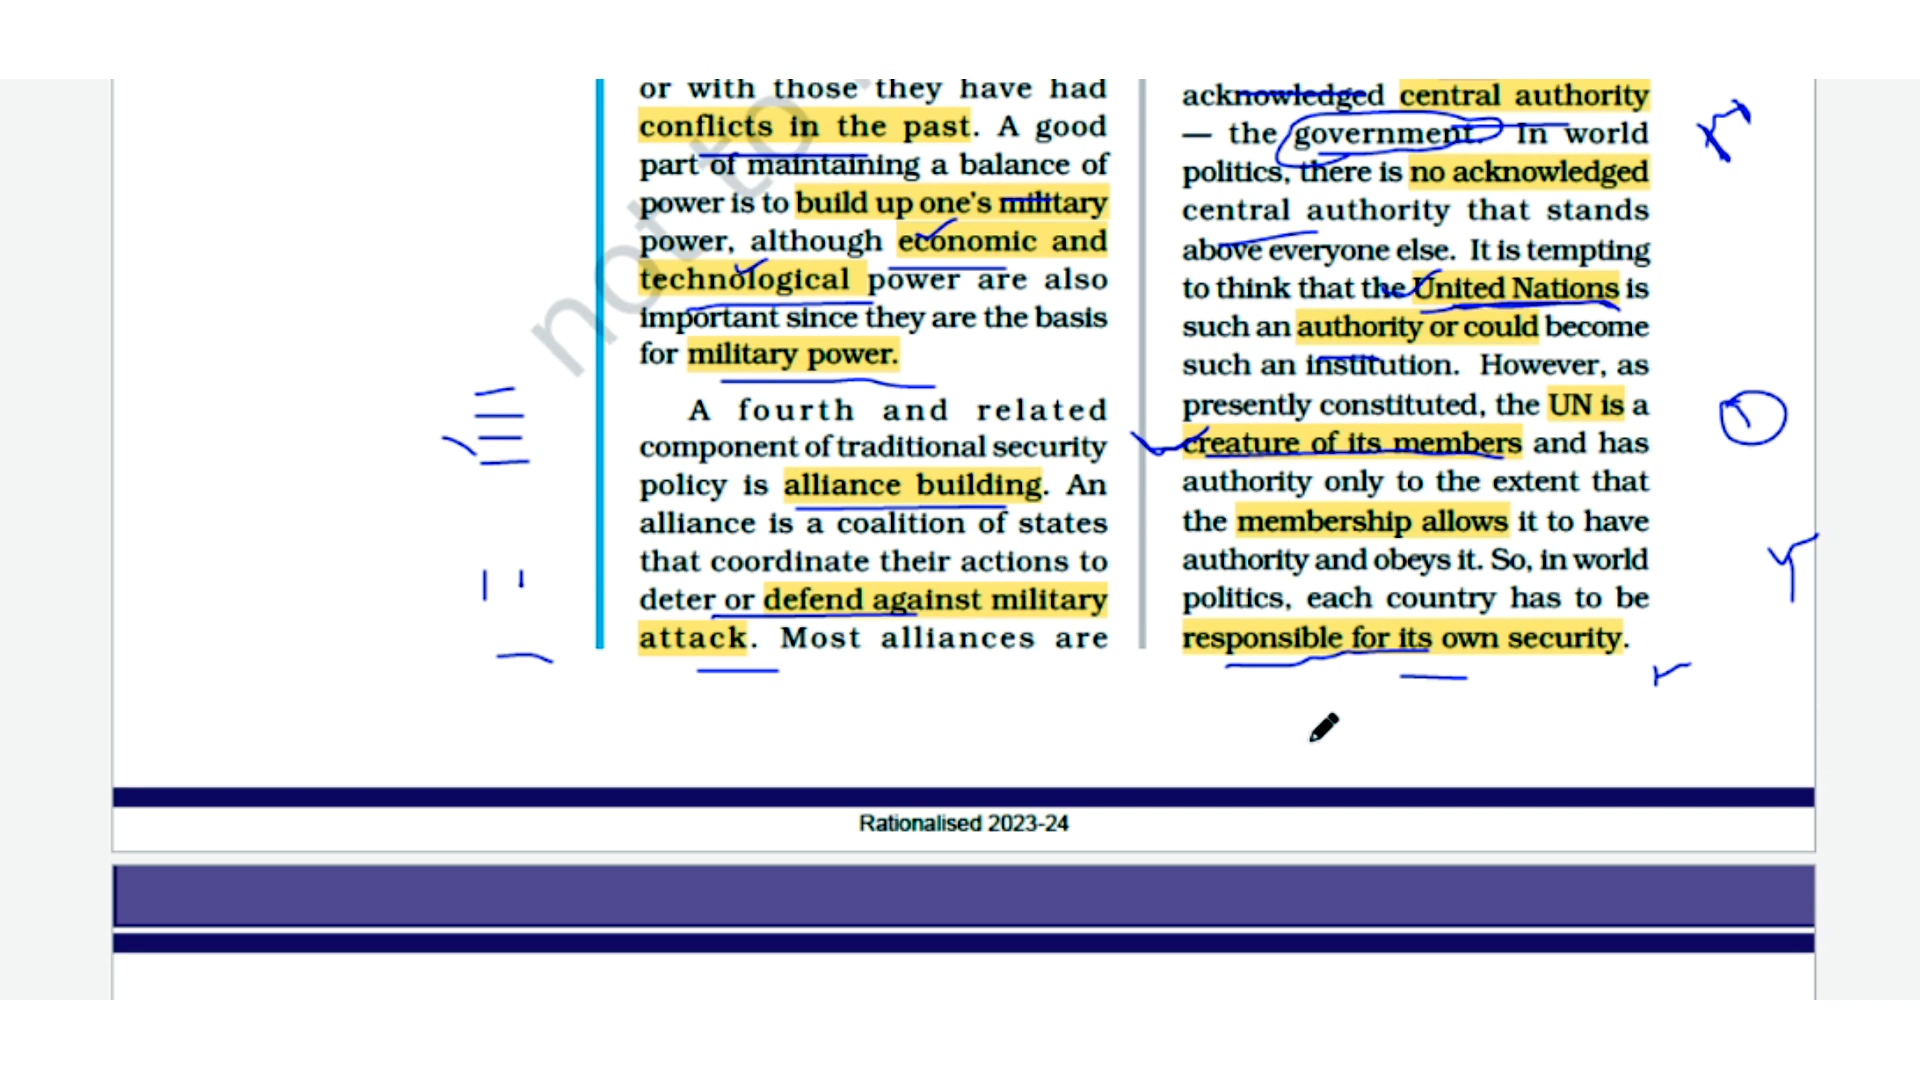 or with those they have had
conflicts in the past. A good
part of maintaining a balance of
power is to build up one's military
power, although economic and
technological power are also
important since they are the basis
for military power.
A fourth and related
component of traditional security
policy is alliance building. An
alliance is a coalition of states
that coordinate their actions to
deter or defend against military
attack. Most alliances are
acknowledged central authority
— the government. In world
politics, there is no acknowledged
central authority that stands
above everyone else. It is tempting
to think that the United Nations is
such an authority or could become
such an institution. However, as
presently constituted, the UN is a
creature of its members and has
authority only to the extent that
the membership allows it to have
authority and obeys it. So, in world
politics, each country has to be
responsible for its own security.
not to
Rationalised 2023-24